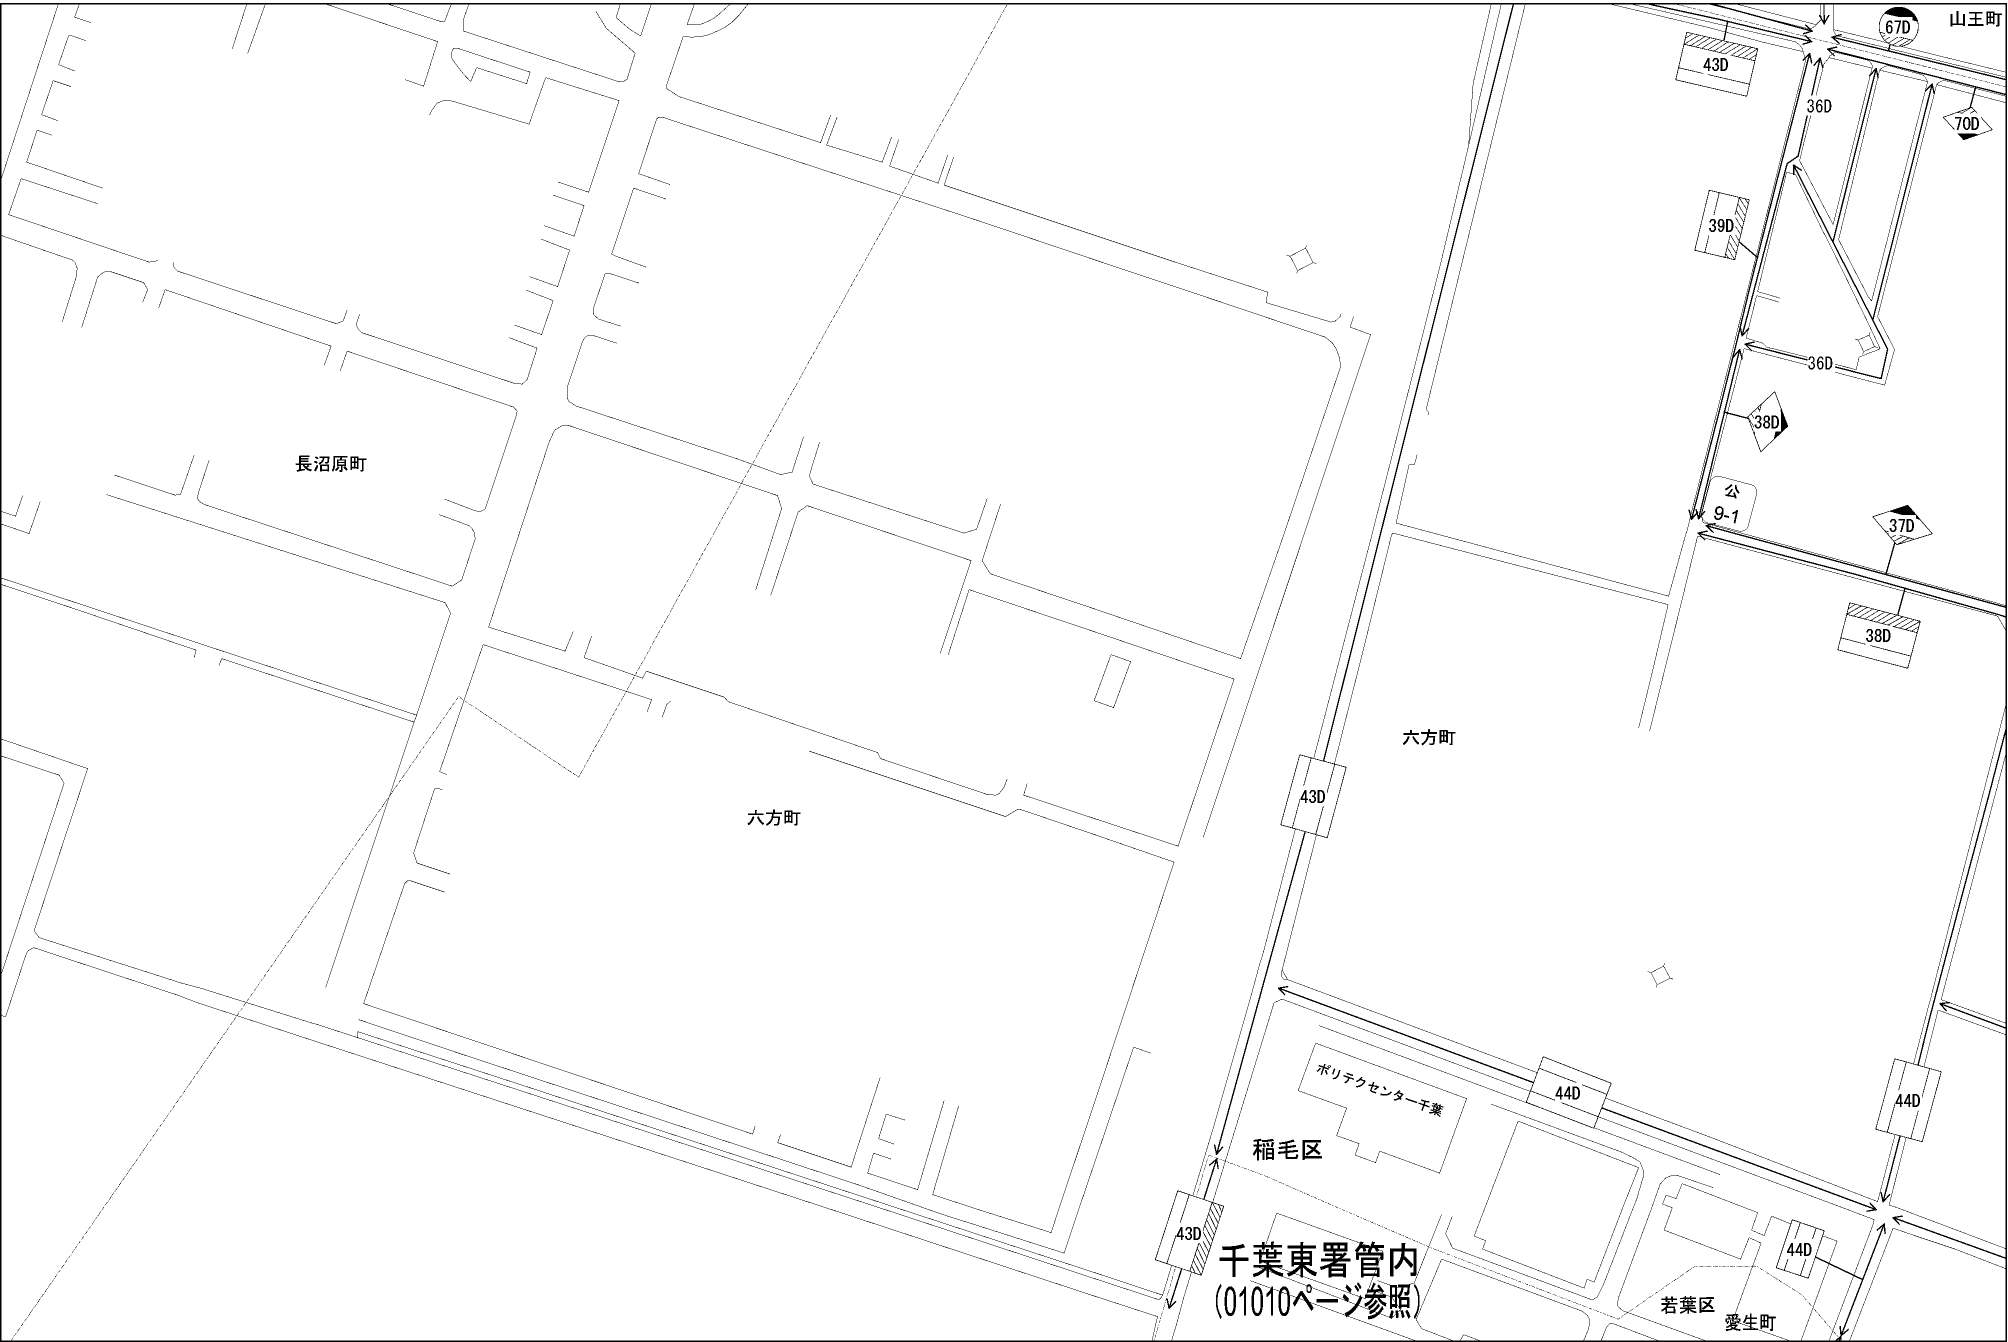 山王町
67D
43D
36D
70D
39D
36D
38D
長沼原町
公
9-1
37D
38D
六方町
43D
六方町
ポリテクセンター千葉
44D
44D
稲毛区
43D
千葉東署管内
(01010ページ参照)
44D
若葉区
愛生町